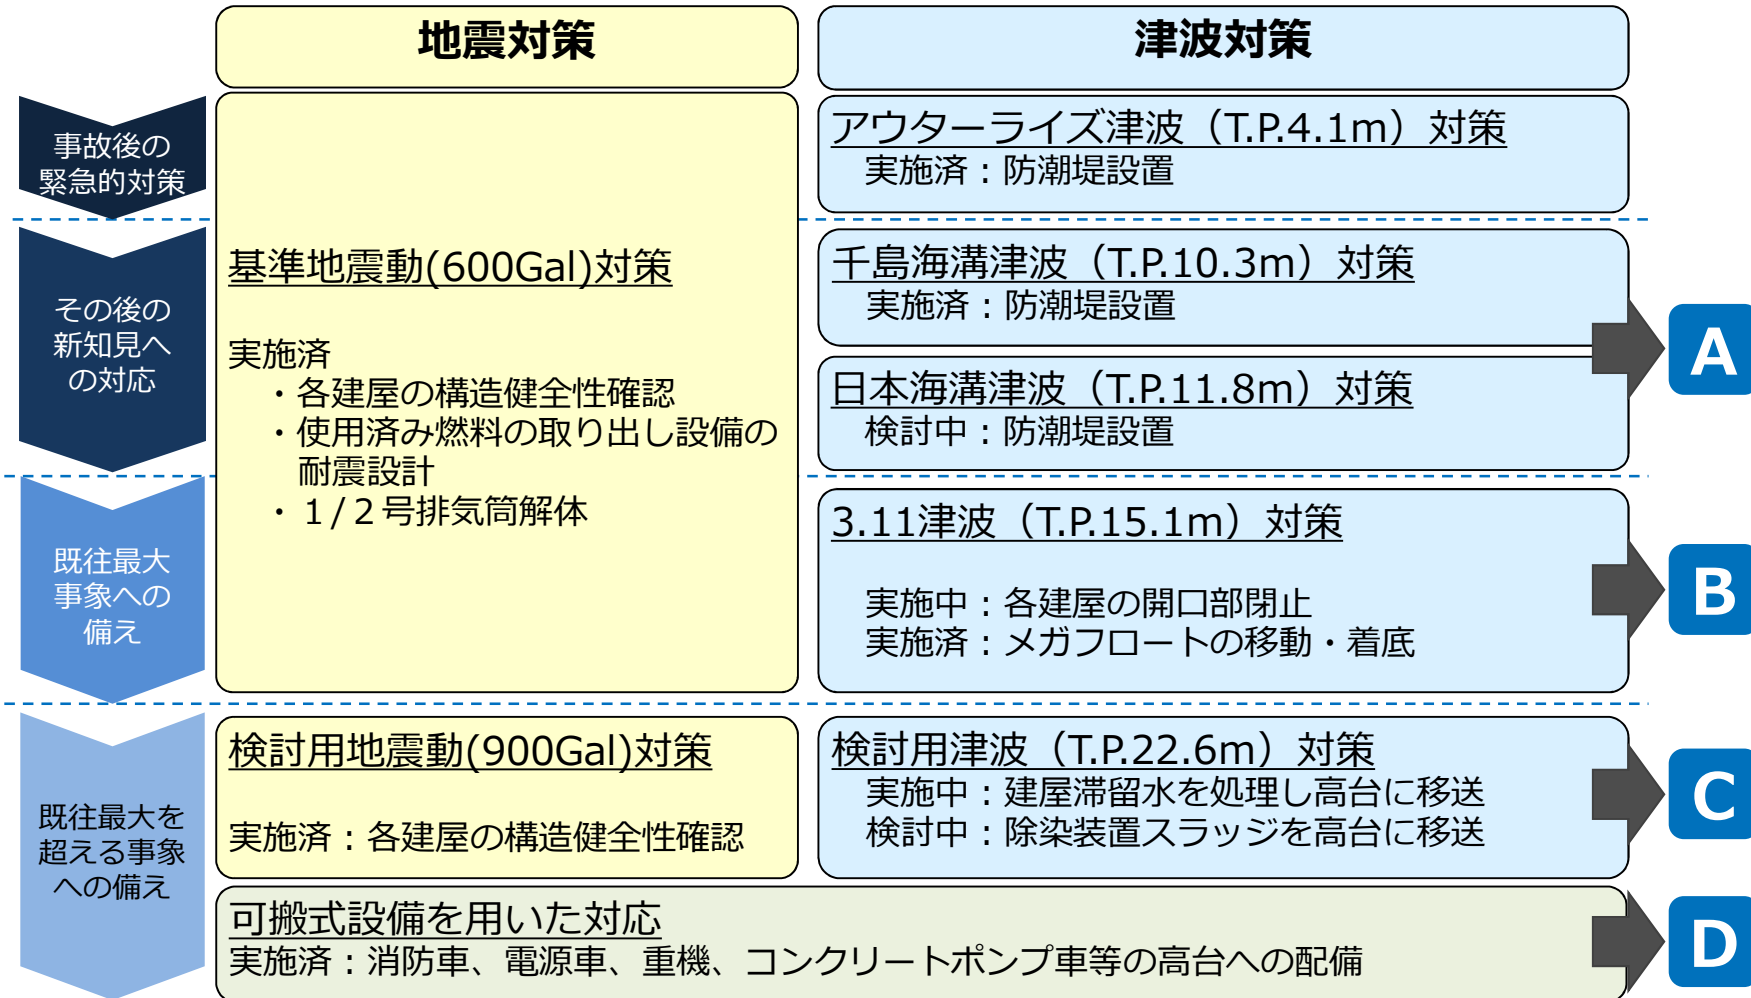 地震対策
津波対策
事故後の
緊急的対策
アウターライズ津波（T.P.4.1m）対策
実施済：防潮堤設置
その後の
新知見へ
の対応
基準地震動(600Gal)対策
実施済
・各建屋の構造健全性確認
・使用済み燃料の取り出し設備の
耐震設計
・１/２号排気筒解体
千島海溝津波（T.P.10.3m）対策
実施済：防潮堤設置
日本海溝津波（T.P.11.8m）対策
検討中：防潮堤設置
A
既往最大
事象への
備え
3.11津波（T.P.15.1m）対策
実施中：各建屋の開口部閉止
実施済：メガフロートの移動・着底
B
既往最大を
超える事象
への備え
検討用地震動(900Gal)対策
実施済：各建屋の構造健全性確認
検討用津波（T.P.22.6m）対策
実施中：建屋滞留水を処理し高台に移送
検討中：除染装置スラッジを高台に移送
C
可搬式設備を用いた対応
実施済：消防車、電源車、重機、コンクリートポンプ車等の高台への配備
D